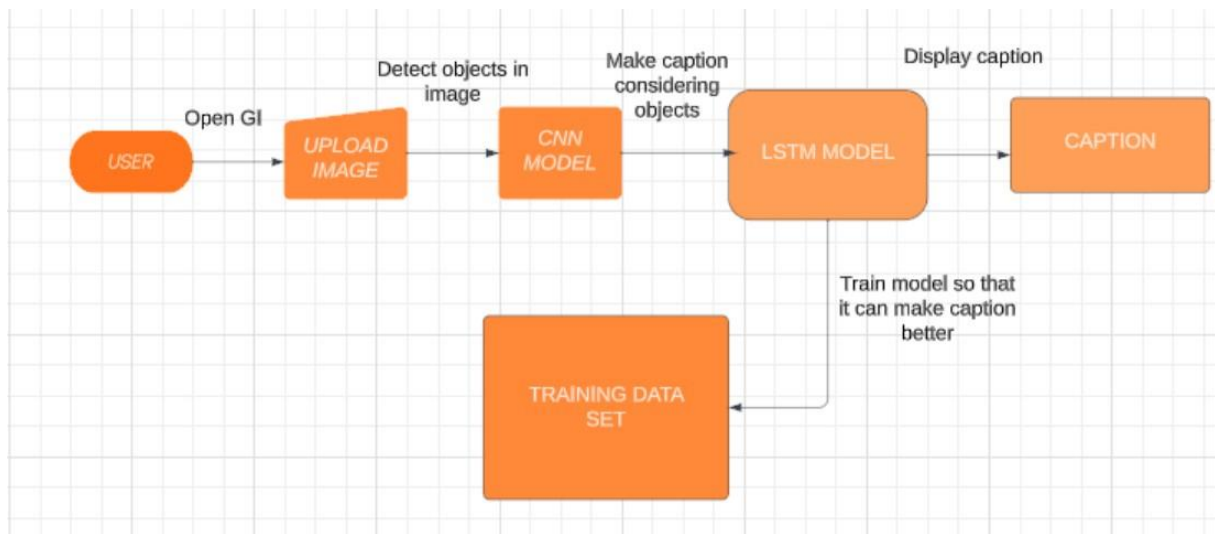 USER
Open GI
UPLOAD
IMAGE
Detect objects in
image
CNN
MODEL
Make caption
considering
objects
LSTM MODEL
Display caption
CAPTION
Train model so that
it can make caption
better
TRAINING DATA
SET